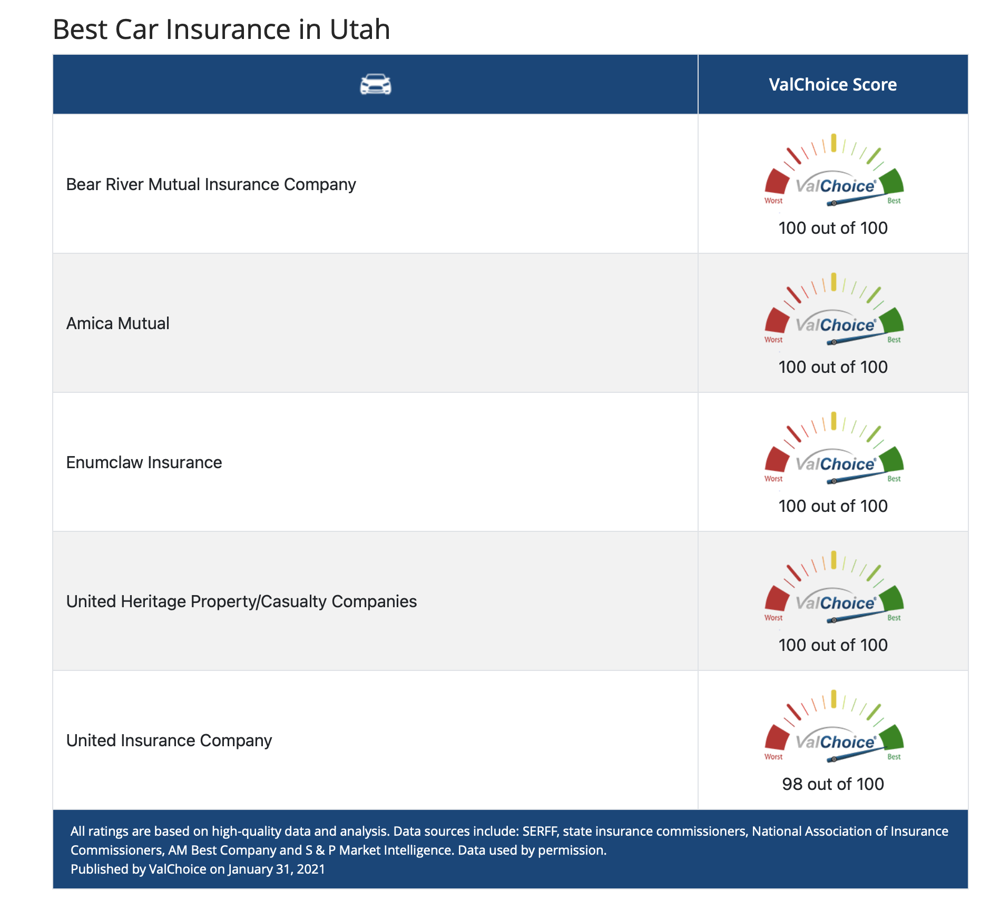 Best Car Insurance in Utah
ValChoice Score
Bear River Mutual Insurance Company
ValChoice®
Worst
Best
100 out of 100
Amica Mutual
ValChoice®
Worst
Best
100 out of 100
Enumclaw Insurance
ValChoice®
Worst
Best
100 out of 100
United Heritage Property/Casualty Companies
ValChoice®
Worst
Best
100 out of 100
United Insurance Company
ValChoice®
Worst
Best
98 out of 100
All ratings are based on high-quality data and analysis. Data sources include: SERFF, state insurance commissioners, National Association of Insurance
Commissioners, AM Best Company and S & P Market Intelligence. Data used by permission.
Published by ValChoice on January 31, 2021